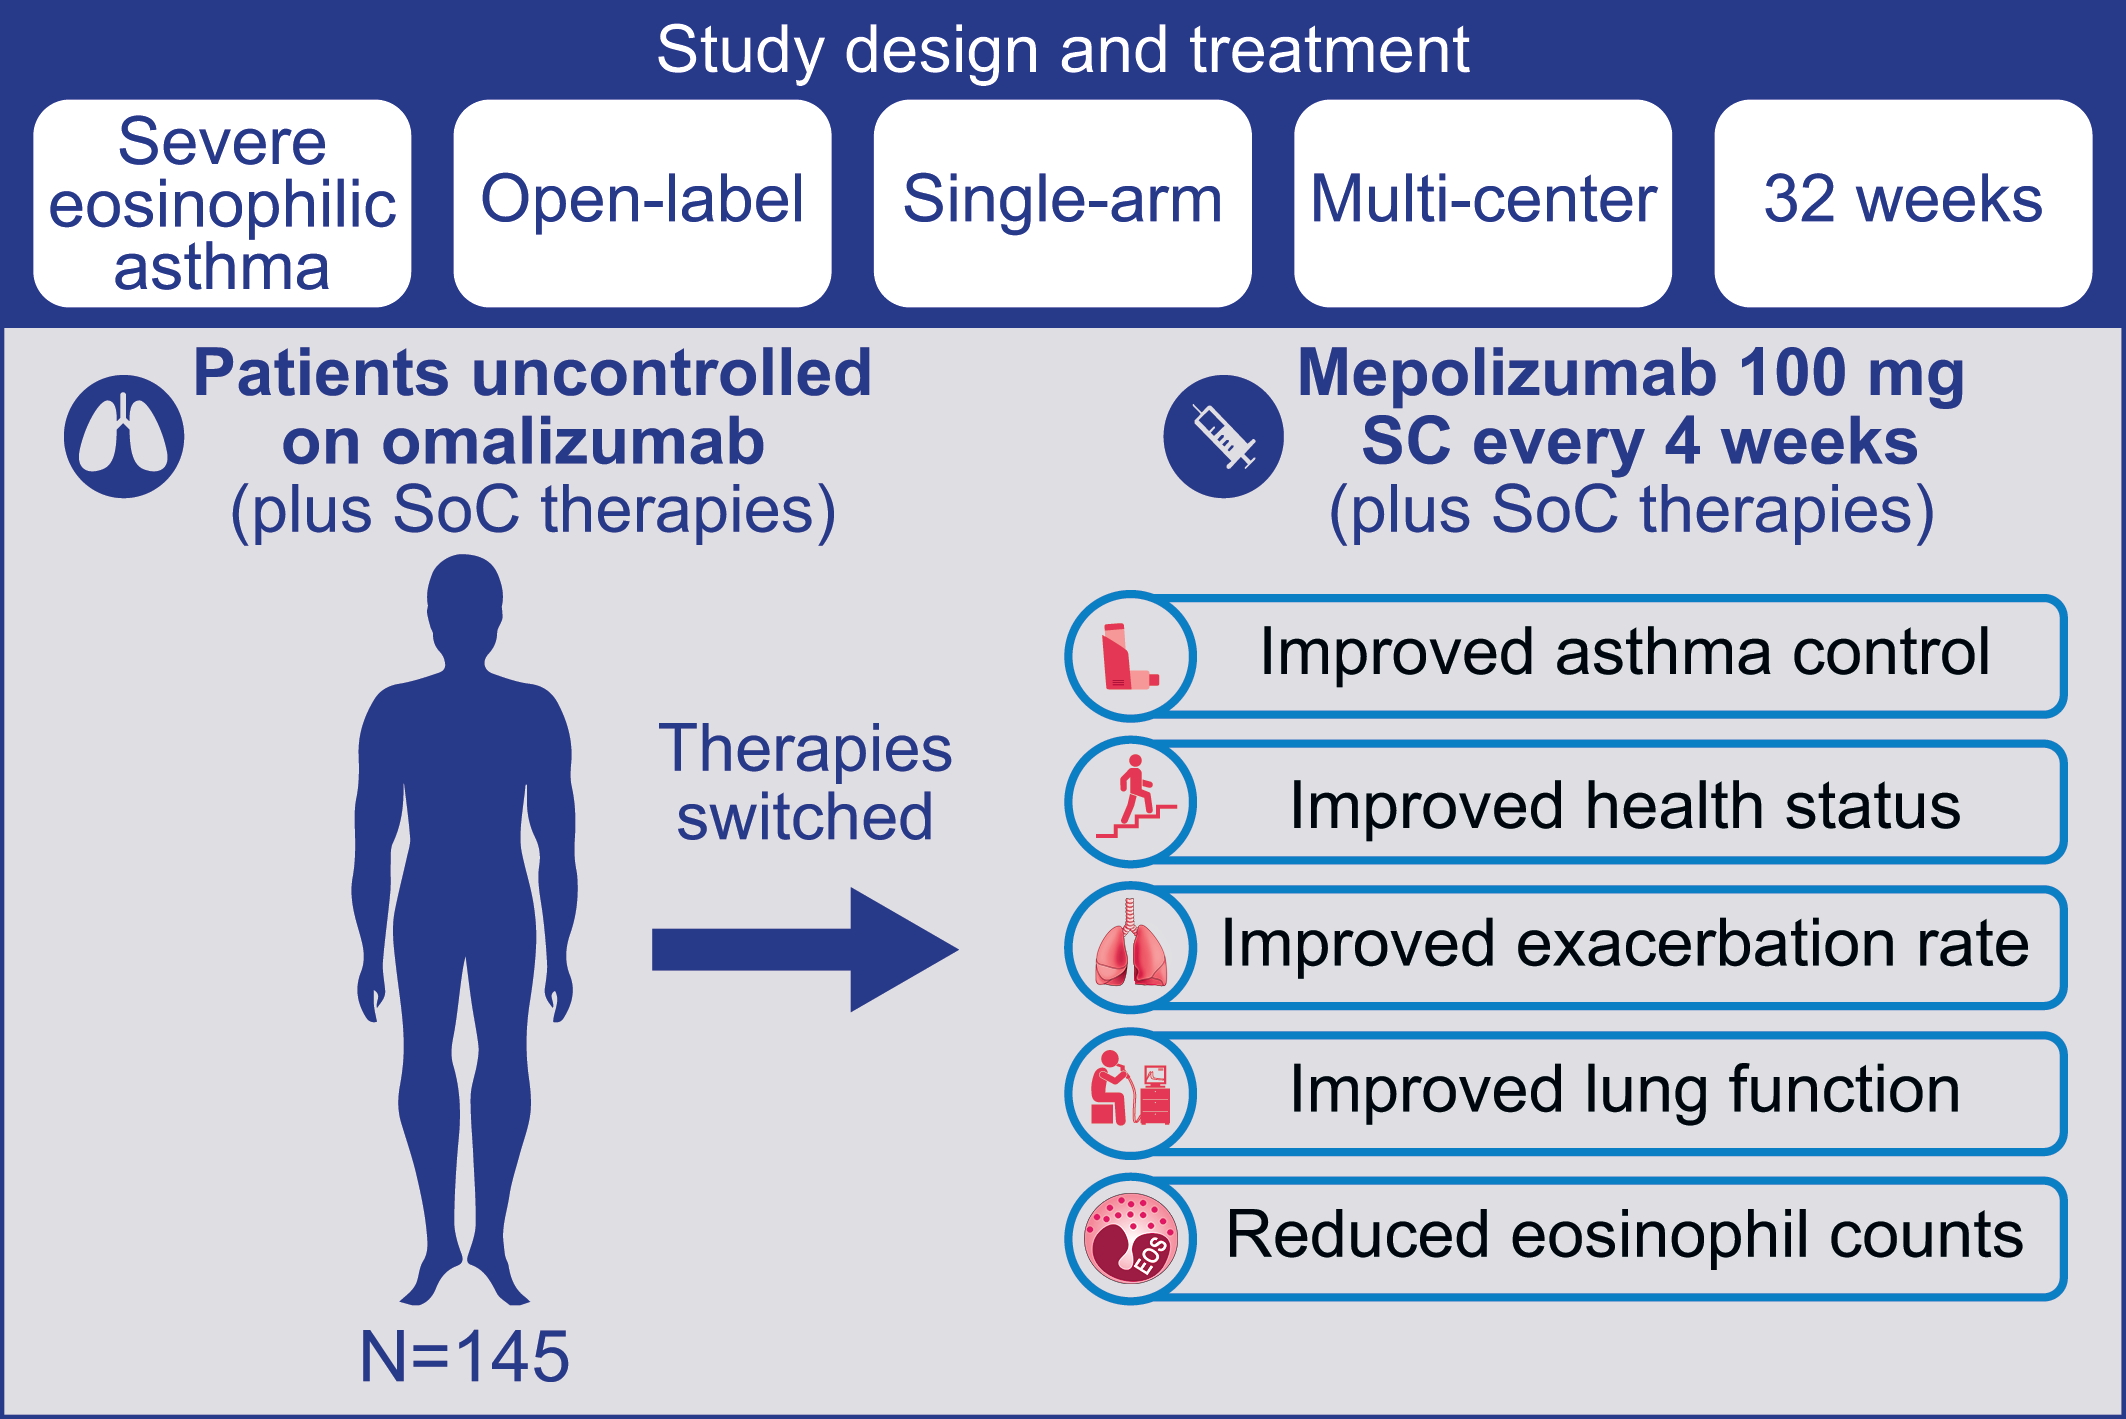 Study design and treatment
Severe
eosinophilic
asthma
Open-label
Single-arm
Multi-center
32 weeks
Patients uncontrolled
on omalizumab
(plus SoC therapies)
Mepolizumab 100 mg
SC every 4 weeks
(plus SoC therapies)
Therapies
switched
N=145
Improved asthma control
Improved health status
Improved exacerbation rate
Improved lung function
EOS
Reduced eosinophil counts